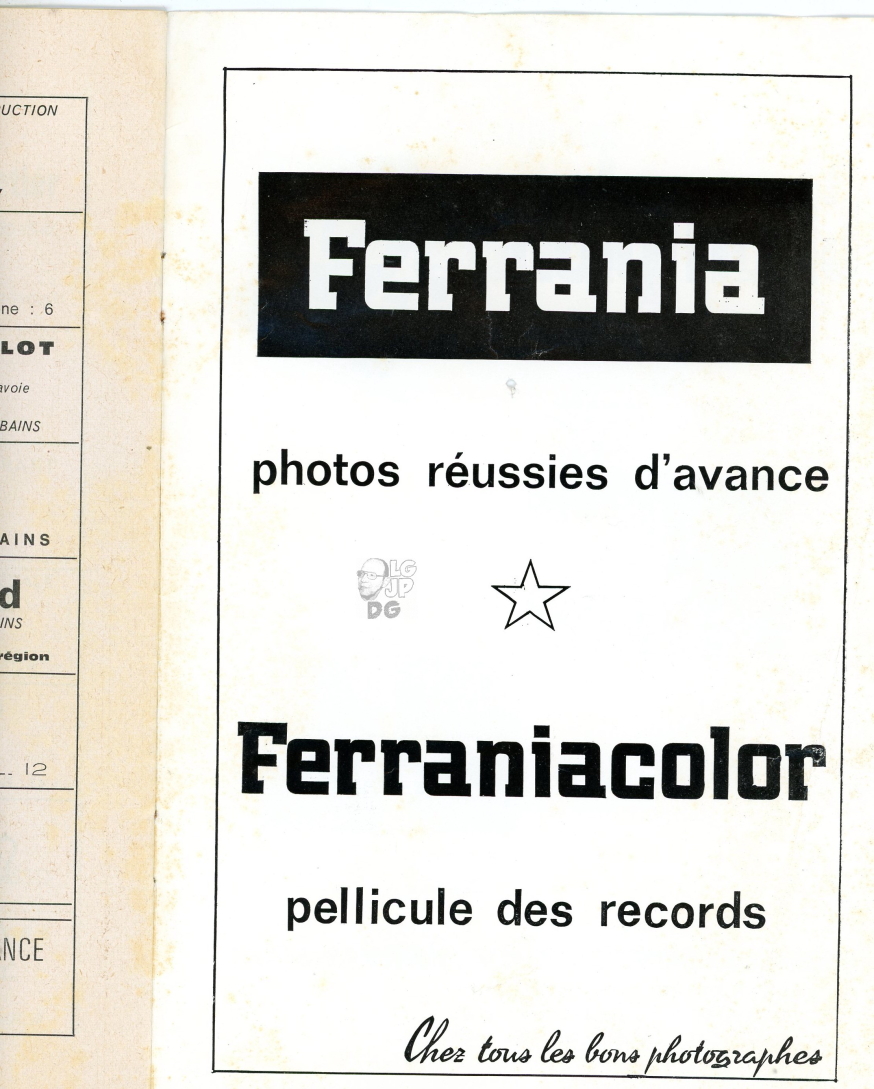 UCTION
ne : 6
LOT
avoie
BAINS
AINS
d
INS
région
L. 12
NCE
Ferrania
photos réussies d'avance
LG
JP
DG
Ferraniacolor
pellicule des records
Chez tous les bons photographes